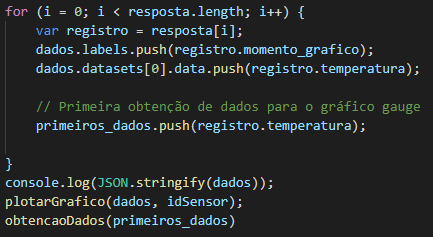 for (i = 0; i < resposta.length; i++) {
    var registro = resposta[i];
    dados.labels.push(registro.momento_grafico);
    dados.datasets[0].data.push(registro.temperatura);

    // Primeira obtenção de dados para o gráfico gauge
    primeiros_dados.push(registro.temperatura);

}
console.log(JSON.stringify(dados));
plotarGrafico(dados, idSensor);
obtencaoDados(primeiros_dados)